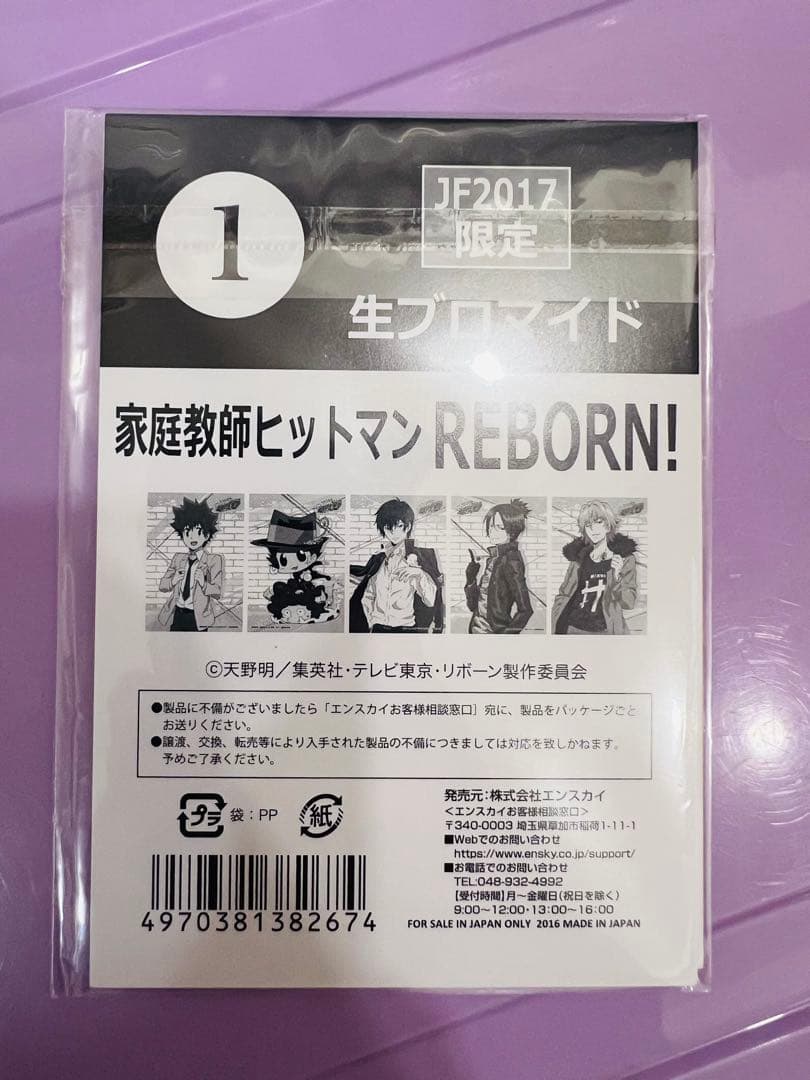 1
JF2017
限定
生ブロマイド
家庭教師ヒットマン REBORN!
©天野明／集英社・テレビ東京・リボーン製作委員会
●製品に不備がございましたら「エンスカイお客様相談窓口」宛に、製品をパッケージごと
お送りください。
●譲渡、交換、転売等により入手された製品の不備につきましては対応を致しかねます。
予めご了承ください。
プラ
袋：PP
紙
発売元：株式会社エンスカイ
＜エンスカイお客様相談窓口＞
〒340-0003 埼玉県草加市稲荷1-11-1
■Webでのお問い合わせ
https://www.ensky.co.jp/support/
■お電話でのお問い合わせ
TEL:048-932-4992
【受付時間】月〜金曜日(祝日を除く)
9:00〜12:00・13:00〜16:00
FOR SALE IN JAPAN ONLY 2016 MADE IN JAPAN
4970381382674